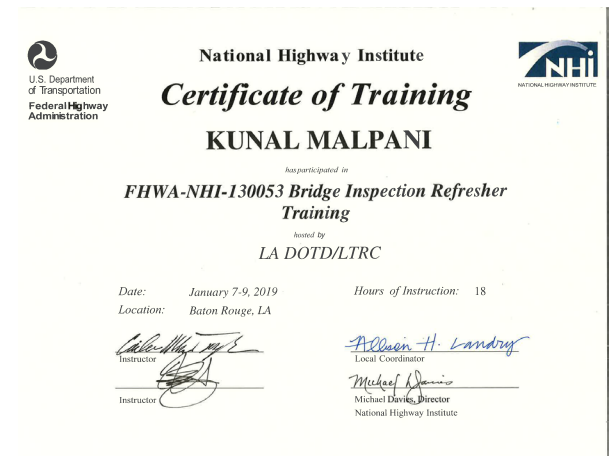 National Highway Institute
U.S. Department
of Transportation
Federal Highway
Administration
NHi
NATIONAL HIGHWAY INSTITUTE
Certificate of Training
KUNAL MALPANI
has participated in
FHWA-NHI-130053 Bridge Inspection Refresher
Training
hosted by
LA DOTD/LTRC
Date: January 7-9, 2019
Hours of Instruction: 18
Location: Baton Rouge, LA
Instructor
Allison H. Landry
Local Coordinator
Instructor
Michael Davies
Michael Davies, Director
National Highway Institute